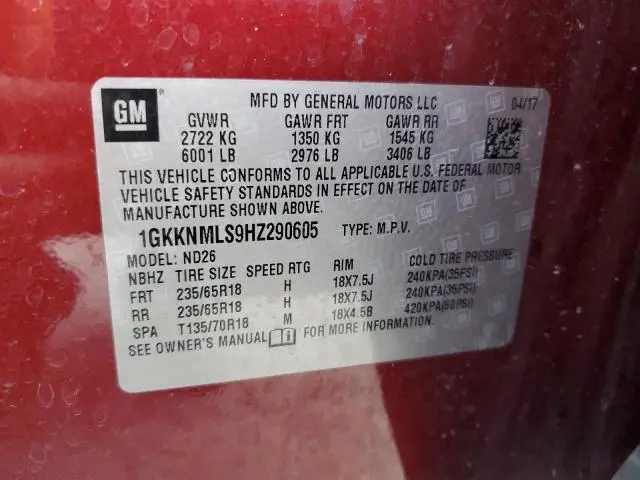 GM
MFD BY GENERAL MOTORS LLC 04/17
GVWR GAWR FRT GAWR RR
2722 KG 1350 KG 1545 KG
6001 LB 2976 LB 3406 LB
THIS VEHICLE CONFORMS TO ALL APPLICABLE U.S. FEDERAL MOTOR
VEHICLE SAFETY STANDARDS IN EFFECT ON THE DATE OF
MANUFACTURE SHOWN ABOVE.
1GKKNMLS9HZ290605 TYPE: M.P.V.
MODEL: ND26
NBHZ TIRE SIZE SPEED RTG RIM COLD TIRE PRESSURE
FRT 235/65R18 H 18X7.5J 240KPA(35PSI)
RR 235/65R18 H 18X7.5J 240KPA(35PSI)
SPA T135/70R18 M 18X4.5B 420KPA(60PSI)
SEE OWNER'S MANUAL FOR MORE INFORMATION.